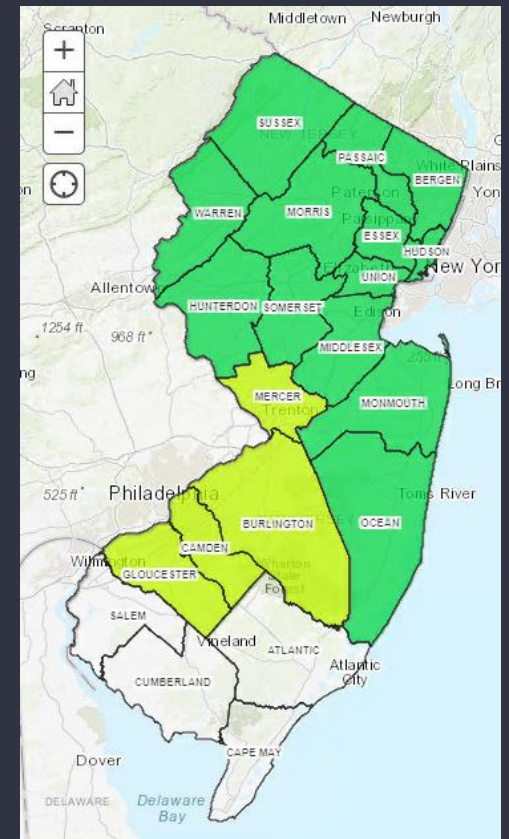 Scranton
Middletown
Newburgh
+
−
SUSSEX
NEW JERSEY
PASSAIC
White Plains
BERGEN
Yon
Paterson
WARREN
MORRIS
Parsippany
ESSEX
HUDSON
Elizabeth
New Yor
UNION
Allentow
HUNTERDON
SOMERSET
Edison
1254 ft
968 ft
MIDDLESEX
ng
MERCER
Trenton
Long Br
MONMOUTH
525 ft
Philadelphia
Toms River
BURLINGTON
OCEAN
CAMDEN
Wilmington
GLOUCESTER
Wharton
State
Forest
SALEM
Vineland
ATLANTIC
Atlantic
City
CUMBERLAND
CAPE MAY
Dover
DELAWARE
Delaware
Bay